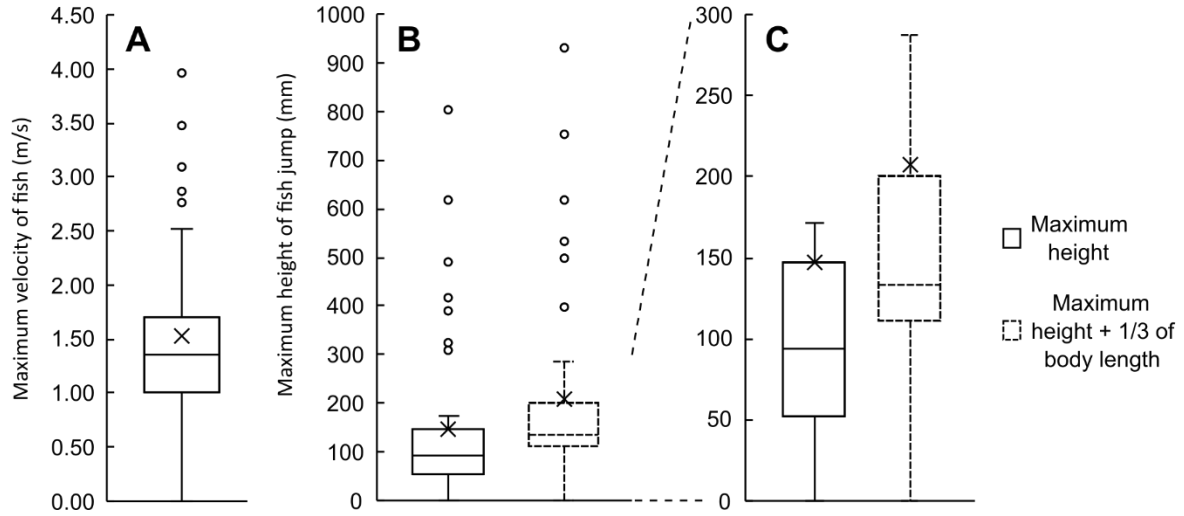 A
Maximum velocity of fish (m/s)
4.50
4.00
3.50
3.00
2.50
2.00
1.50
1.00
0.50
0.00
B
Maximum height of fish jump (mm)
1000
900
800
700
600
500
400
300
200
100
0
C
300
250
200
150
100
50
0
Maximum
height
Maximum
height + 1/3 of
body length